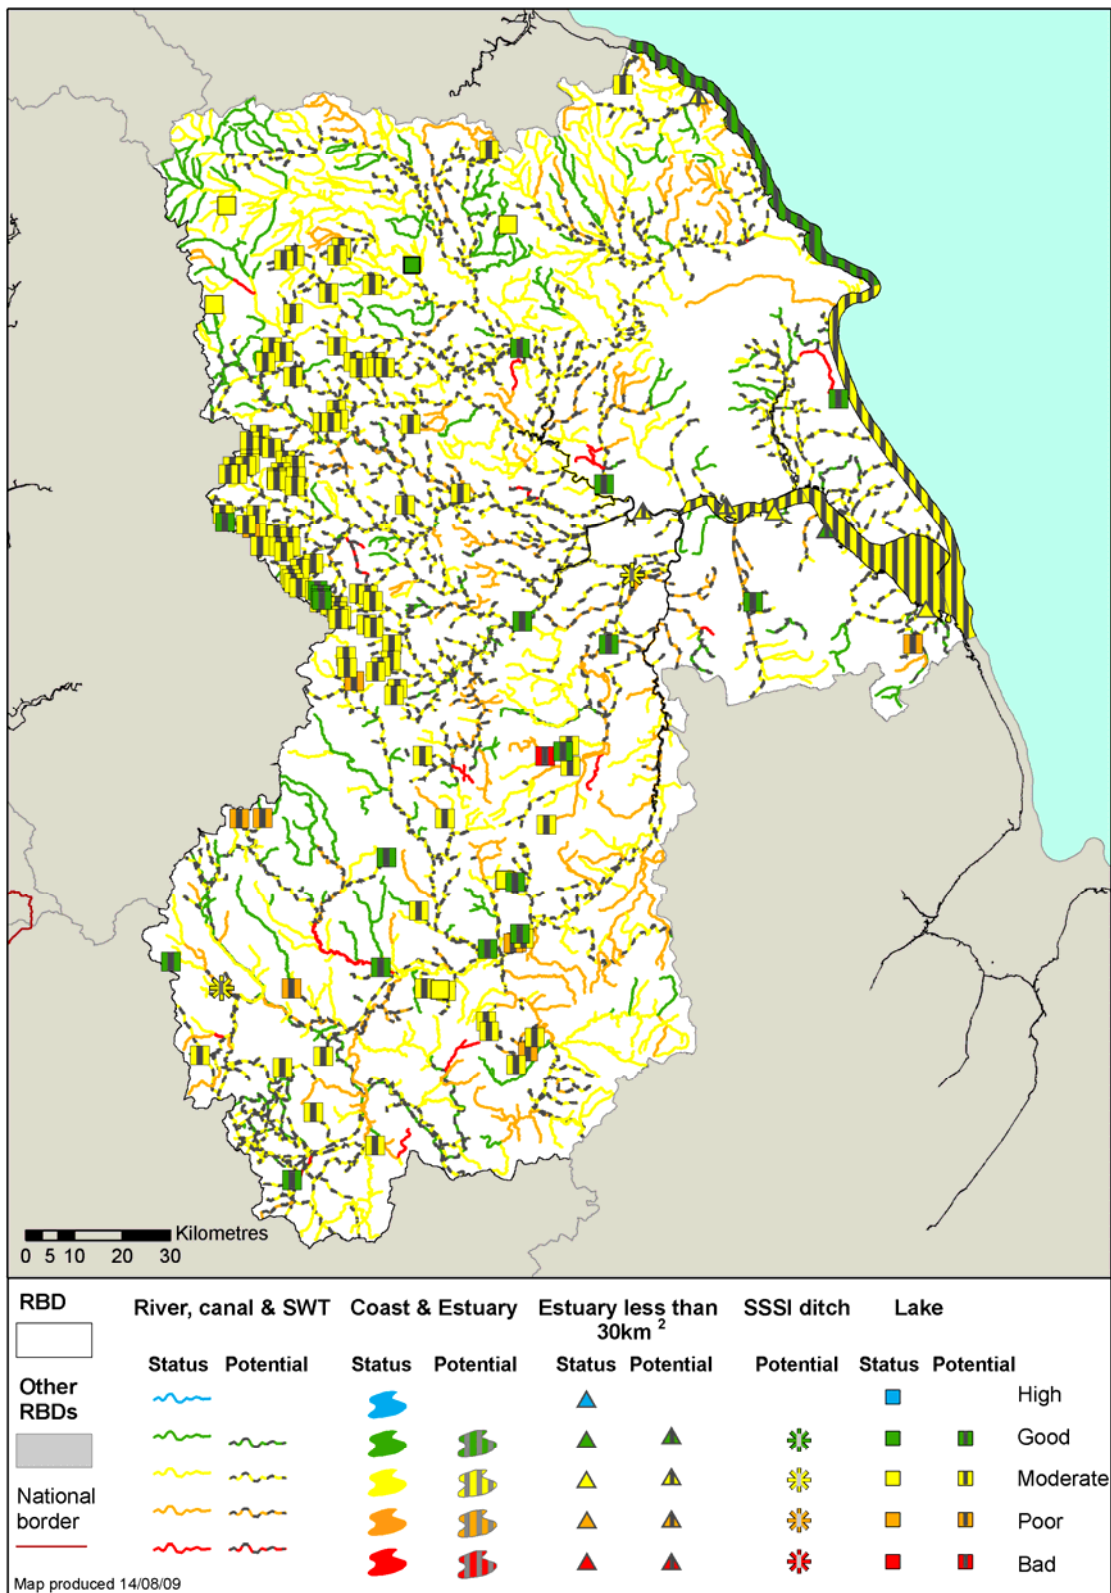 Kilometres
0 5 10 20 30
RBD
River, canal & SWT Coast & Estuary Estuary less than 30km 2 SSSI ditch Lake
Status Potential Status Potential Status Potential Potential Status Potential
Other RBDs
High
Good
Moderate
National border
Poor
Bad
Map produced 14/08/09